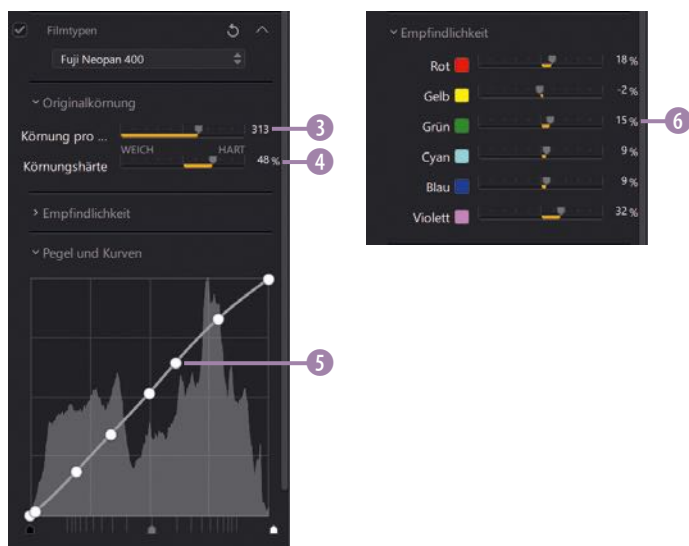 Filmtypen
Fuji Neopan 400
Originalkörnung
Körnung pro ... 313 3
WEICH HART
Körnungshärte 48 % 4
Empfindlichkeit
Pegel und Kurven
5
Empfindlichkeit
Rot 18 %
Gelb -2 %
Grün 15 % 6
Cyan 9 %
Blau 9 %
Violett 32 %